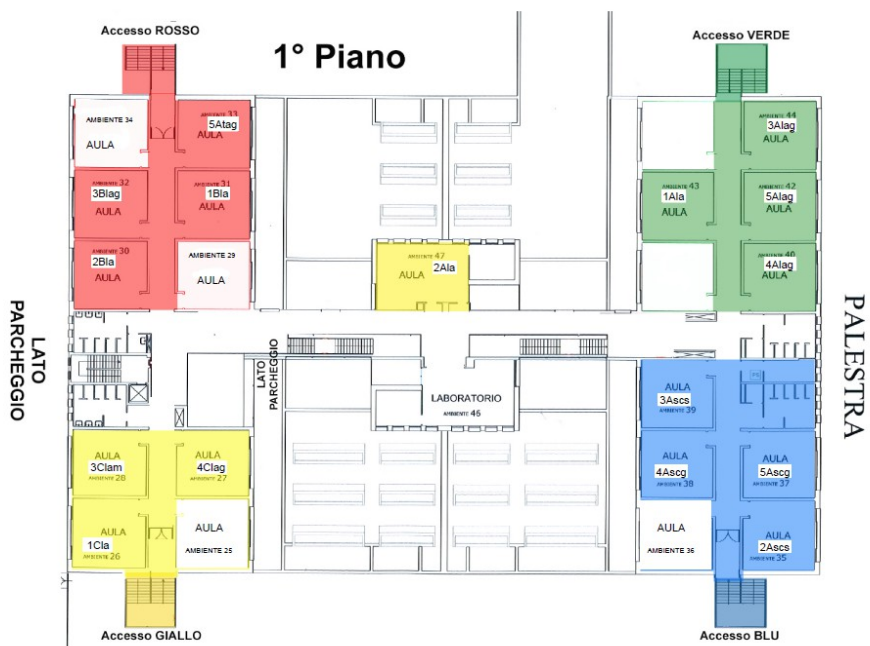 Accesso ROSSO
1° Piano
Accesso VERDE
AMBIENTE 34
AULA
AMBIENTE 33
5Atag
AULA
AMBIENTE 44
3Alag
AULA
AMBIENTE 32
3Blag
AULA
AMBIENTE 31
1Bla
AULA
AMBIENTE 43
1Ala
AULA
AMBIENTE 42
5Alag
AULA
AMBIENTE 30
2Bla
AULA
AMBIENTE 29
AULA
AMBIENTE 47
2Ala
AULA
AMBIENTE 40
4Alag
AULA
LATO
PARCHEGGIO
LATO
PARCHEGGIO
PALESTRA
LABORATORIO
AMBIENTE 46
AULA
3Ascs
AMBIENTE 39
AULA
3Clam
AMBIENTE 28
AULA
4Clag
AMBIENTE 27
AULA
4Ascg
AMBIENTE 38
AULA
5Ascg
AMBIENTE 37
AULA
1Cla
AMBIENTE 26
AULA
AMBIENTE 25
AULA
AMBIENTE 36
AULA
2Ascs
AMBIENTE 35
Accesso GIALLO
Accesso BLU